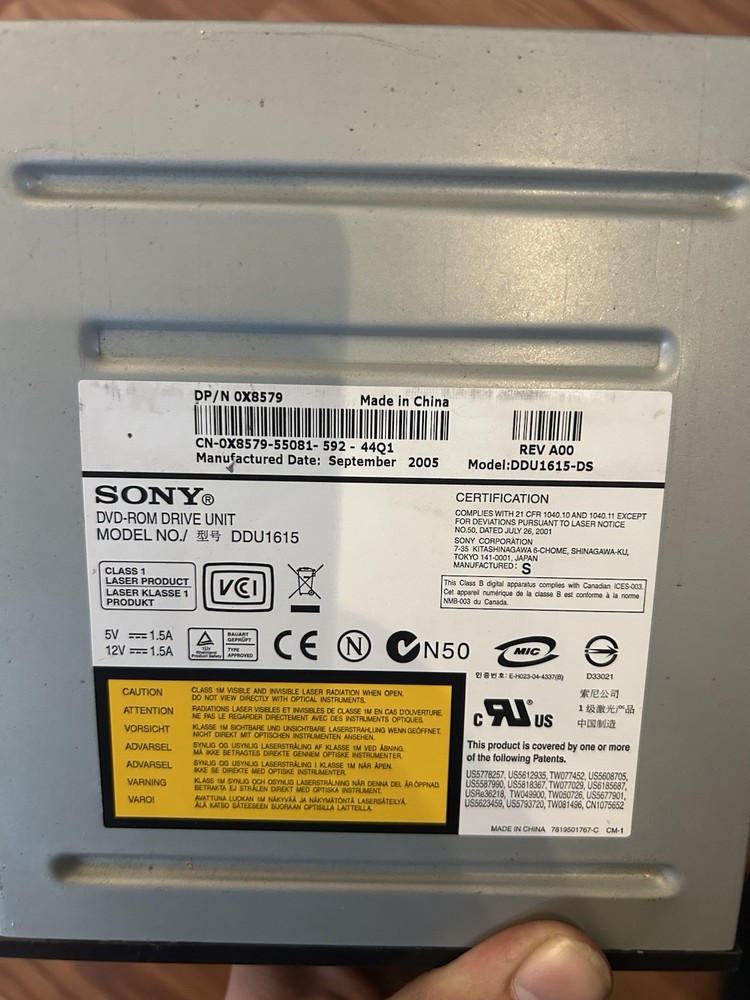 DP/N 0X8579
Made in China
CN-0X8579-55081- 592 - 44Q1
Manufactured Date: September 2005
REV A00
Model:DDU1615-DS
SONY®
DVD-ROM DRIVE UNIT
MODEL NO./ 型号 DDU1615
CLASS 1
LASER PRODUCT
LASER KLASSE 1
PRODUKT
VCI
5V 1.5A
12V 1.5A
TÜV
Rheinland
Product Safety
BAUART
GEPRÜFT
TYPE
APPROVED
CE
N
N50
CERTIFICATION
COMPLIES WITH 21 CFR 1040.10 AND 1040.11 EXCEPT
FOR DEVIATIONS PURSUANT TO LASER NOTICE
NO.50, DATED JULY 26, 2001
SONY CORPORATION
7-35 KITASHINAGAWA 6-CHOME, SHINAGAWA-KU,
TOKYO 141-0001, JAPAN
MANUFACTURED: S
This Class B digital apparatus complies with Canadian ICES-003.
Cet appareil numérique de la classe B est conforme à la norme
NMB-003 du Canada.
MIC
인증번호: E-H023-04-4337(B)
D33021
索尼公司
1 级激光产品
中国制造
c RU ® US
This product is covered by one or more
of the following Patents.
US5778257, US5612935, TW077452, US5608705,
US5587990, US5818367, TW077029, US6185687,
USRe36218, TW049900, TW050726, US5677901,
US5623459, US5793720, TW081496, CN1075652
MADE IN CHINA 7819501767-C CM-1
CAUTION CLASS 1M VISIBLE AND INVISIBLE LASER RADIATION WHEN OPEN.
DO NOT VIEW DIRECTLY WITH OPTICAL INSTRUMENTS.
ATTENTION RADIATIONS LASER VISIBLES ET INVISIBLES DE CLASSE 1M EN CAS D'OUVERTURE.
NE PAS LE REGARDER DIRECTEMENT AVEC DES INSTRUMENTS OPTIQUES.
VORSICHT KLASSE 1M SICHTBARE UND UNSICHTBARE LASERSTRAHLUNG WENN GEÖFFNET.
NICHT DIREKT MIT OPTISCHEN INSTRUMENTEN ANSEHEN.
ADVARSEL SYNLIG OG USYNLIG LASERSTRÅLING AF KLASSE 1M VED ÅBNING.
MÅ IKKE BETRAGTES DIREKTE GENNEM OPTISKE INSTRUMENTER.
ADVARSEL SYNLIG OG USYNLIG LASERSTRÅLING I KLASSE 1M NÅR ÅPEN.
IKKE SE DIREKTE MED OPTISKE INSTRUMENTER.
VARNING KLASS 1M SYNLIG OCH OSYNLIG LASERSTRÅLNING NÄR DENNA DEL ÄR ÖPPNAD.
BETRAKTA EJ STRÅLEN DIREKT MED OPTISKA INSTRUMENT.
VARO! AVATTUNA LUOKAN 1M NÄKYVÄÄ JA NÄKYMÄTÖNTÄ LASERSÄTEILYÄ.
ÄLÄ KATSO SÄTEESEEN SUORAAN OPTISILLA LAITTEILLA.